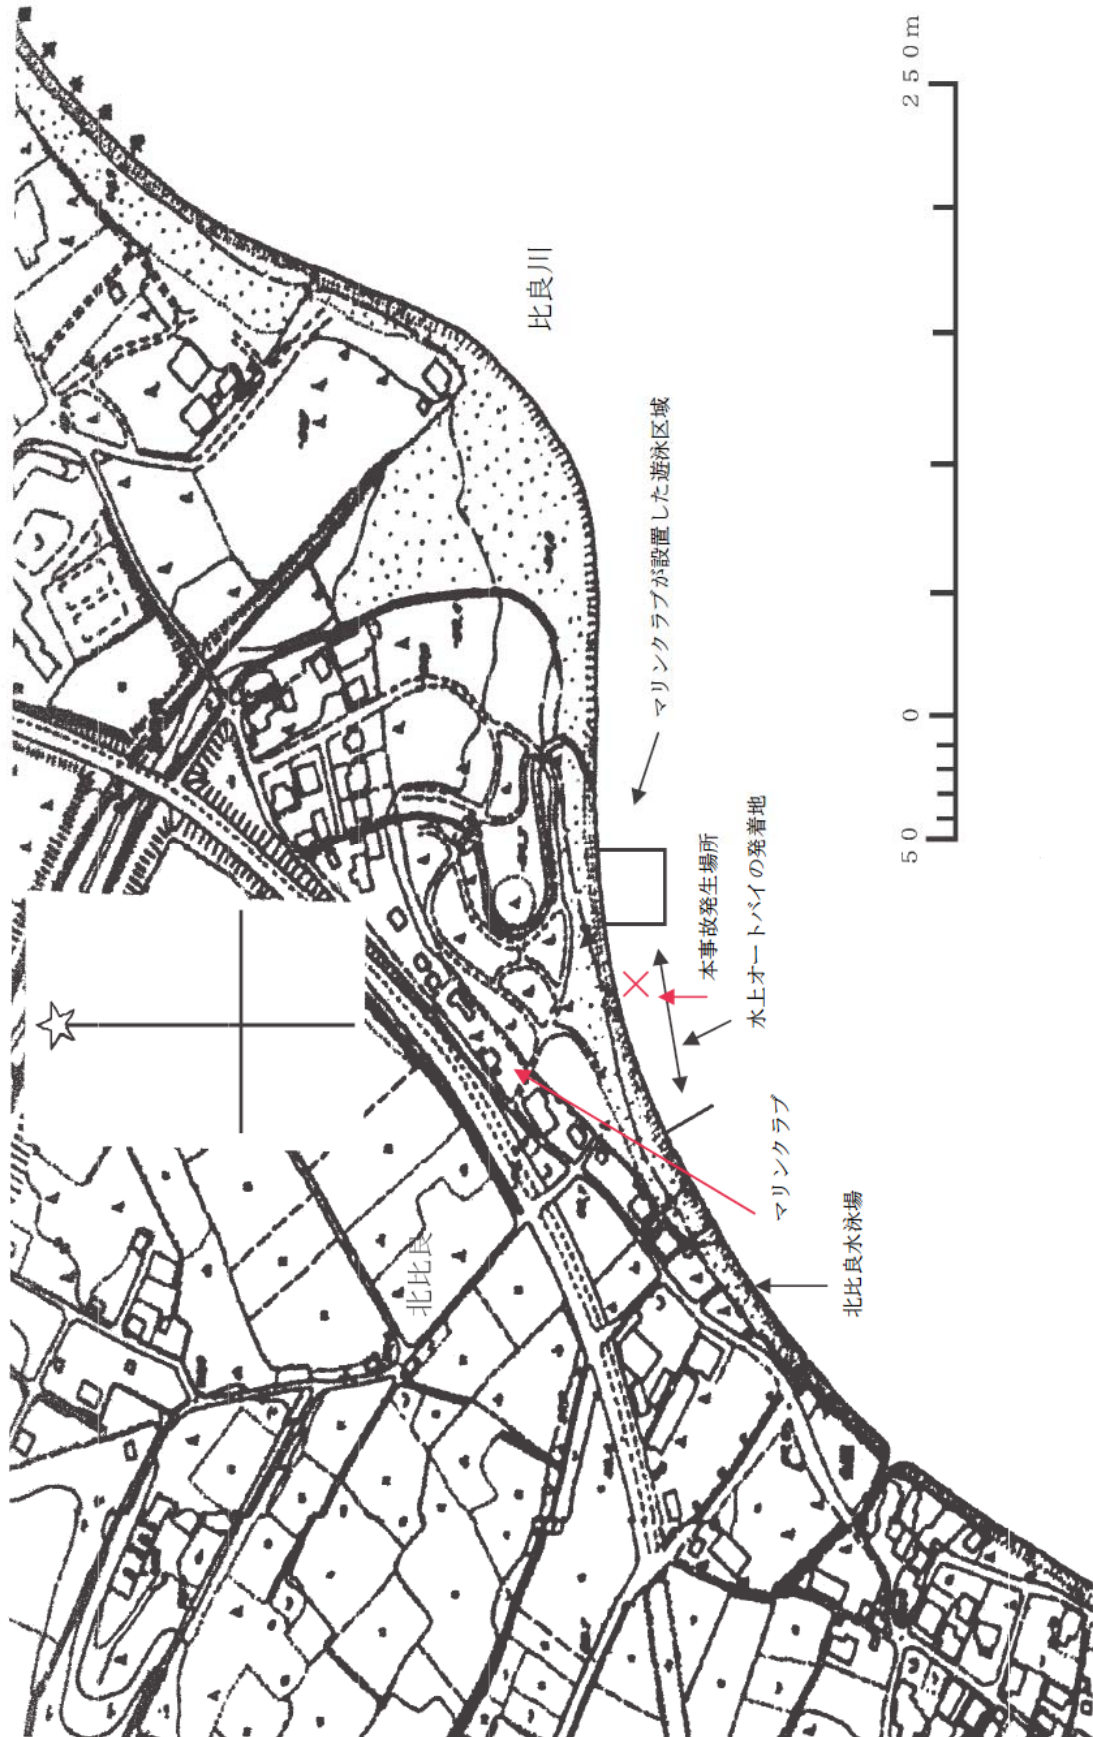 比良川
マリンクラブが設置した遊泳区域
本事故発生場所
水上オートバイの発着地
マリンクラブ
北比良水泳場
北比良
50 0 250m